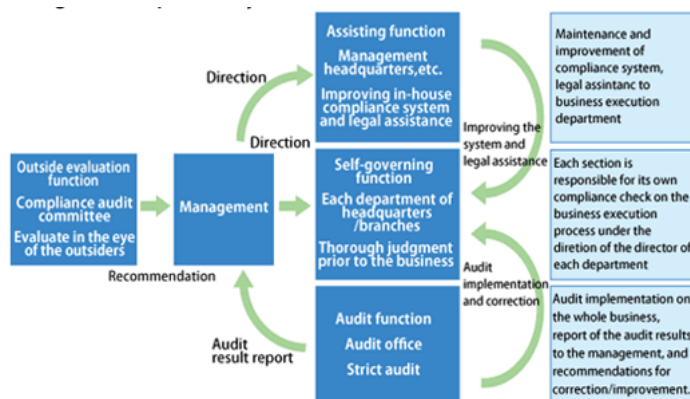 Assisting function
Management
headquarters,etc.
Improving in-house
compliance system
and legal assistance
Maintenance and
improvement of
compliance system,
legal assistanc to
business execution
department
Direction
Direction
Improving the
system and
legal assistance
Outside evaluation
function
Compliance audit
committee
Evaluate in the eye
of the outsiders
Management
Self-governing
function
Each department of
headquarters
/branches
Thorough judgment
prior to the business
Each section is
responsible for its own
compliance check on the
business execution
process under the
diretion of the director of
each department
Recommendation
Audit
implementation
and correction
Audit
result report
Audit function
Audit office
Strict audit
Audit implementation on
the whole business,
report of the audit results
to the management, and
recommendations for
correction/improvement.